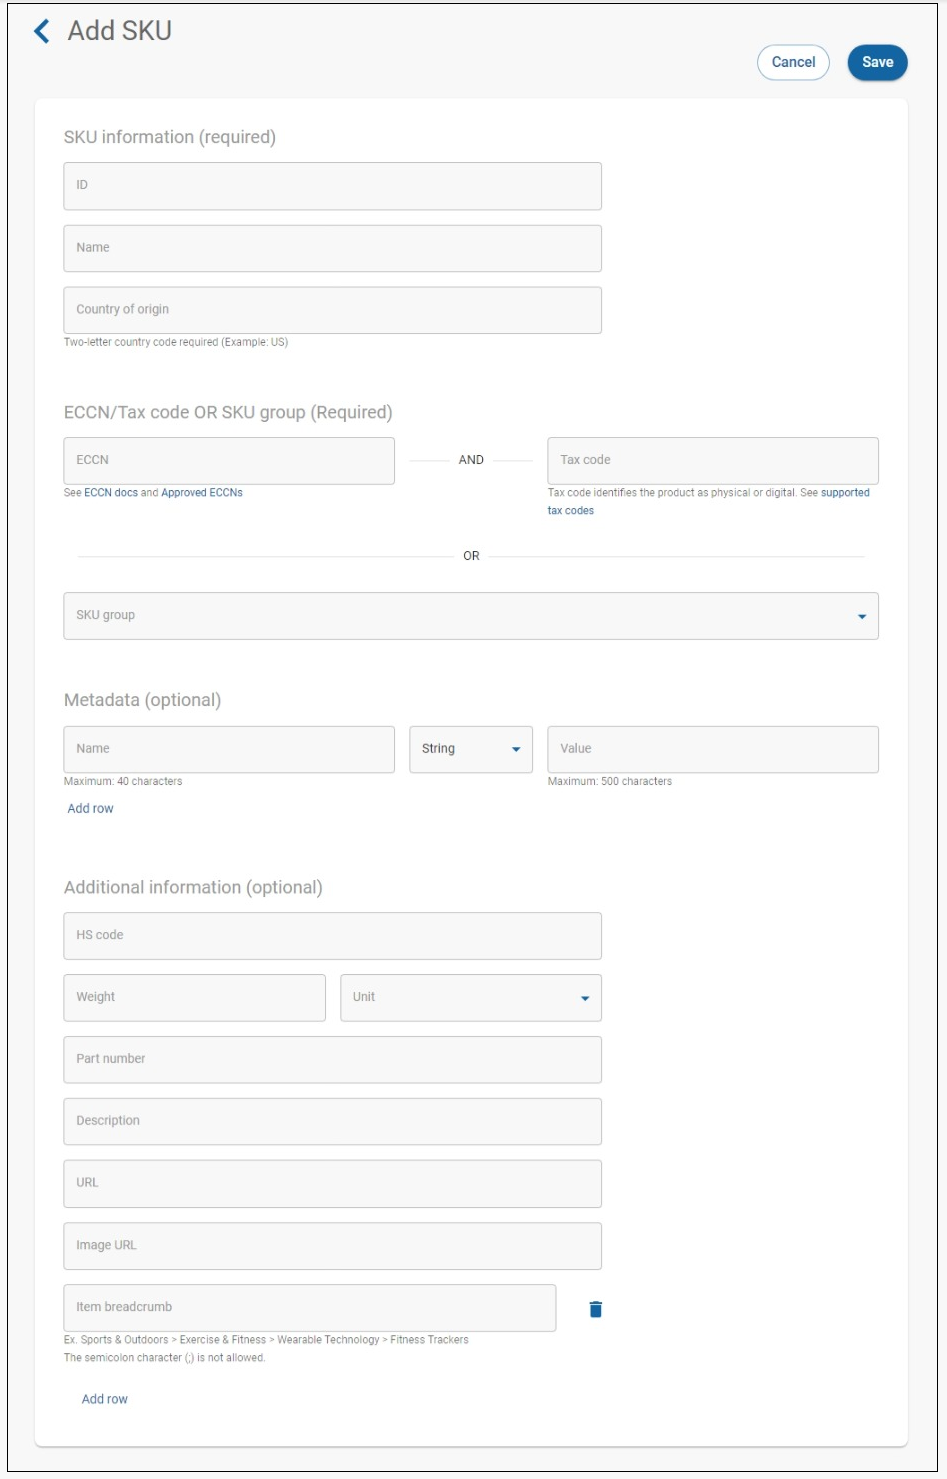 Add SKU
Cancel
Save
SKU information (required)
ID
Name
Country of origin
Two-letter country code required (Example: US)
ECCN/Tax code OR SKU group (Required)
ECCN
AND
Tax code
See ECCN docs and Approved ECCNs
Tax code identifies the product as physical or digital. See supported
tax codes
OR
SKU group
Metadata (optional)
Name
String
Value
Maximum: 40 characters
Maximum: 500 characters
Add row
Additional information (optional)
HS code
Weight
Unit
Part number
Description
URL
Image URL
Item breadcrumb
Ex. Sports & Outdoors > Exercise & Fitness > Wearable Technology > Fitness Trackers
The semicolon character (;) is not allowed.
Add row